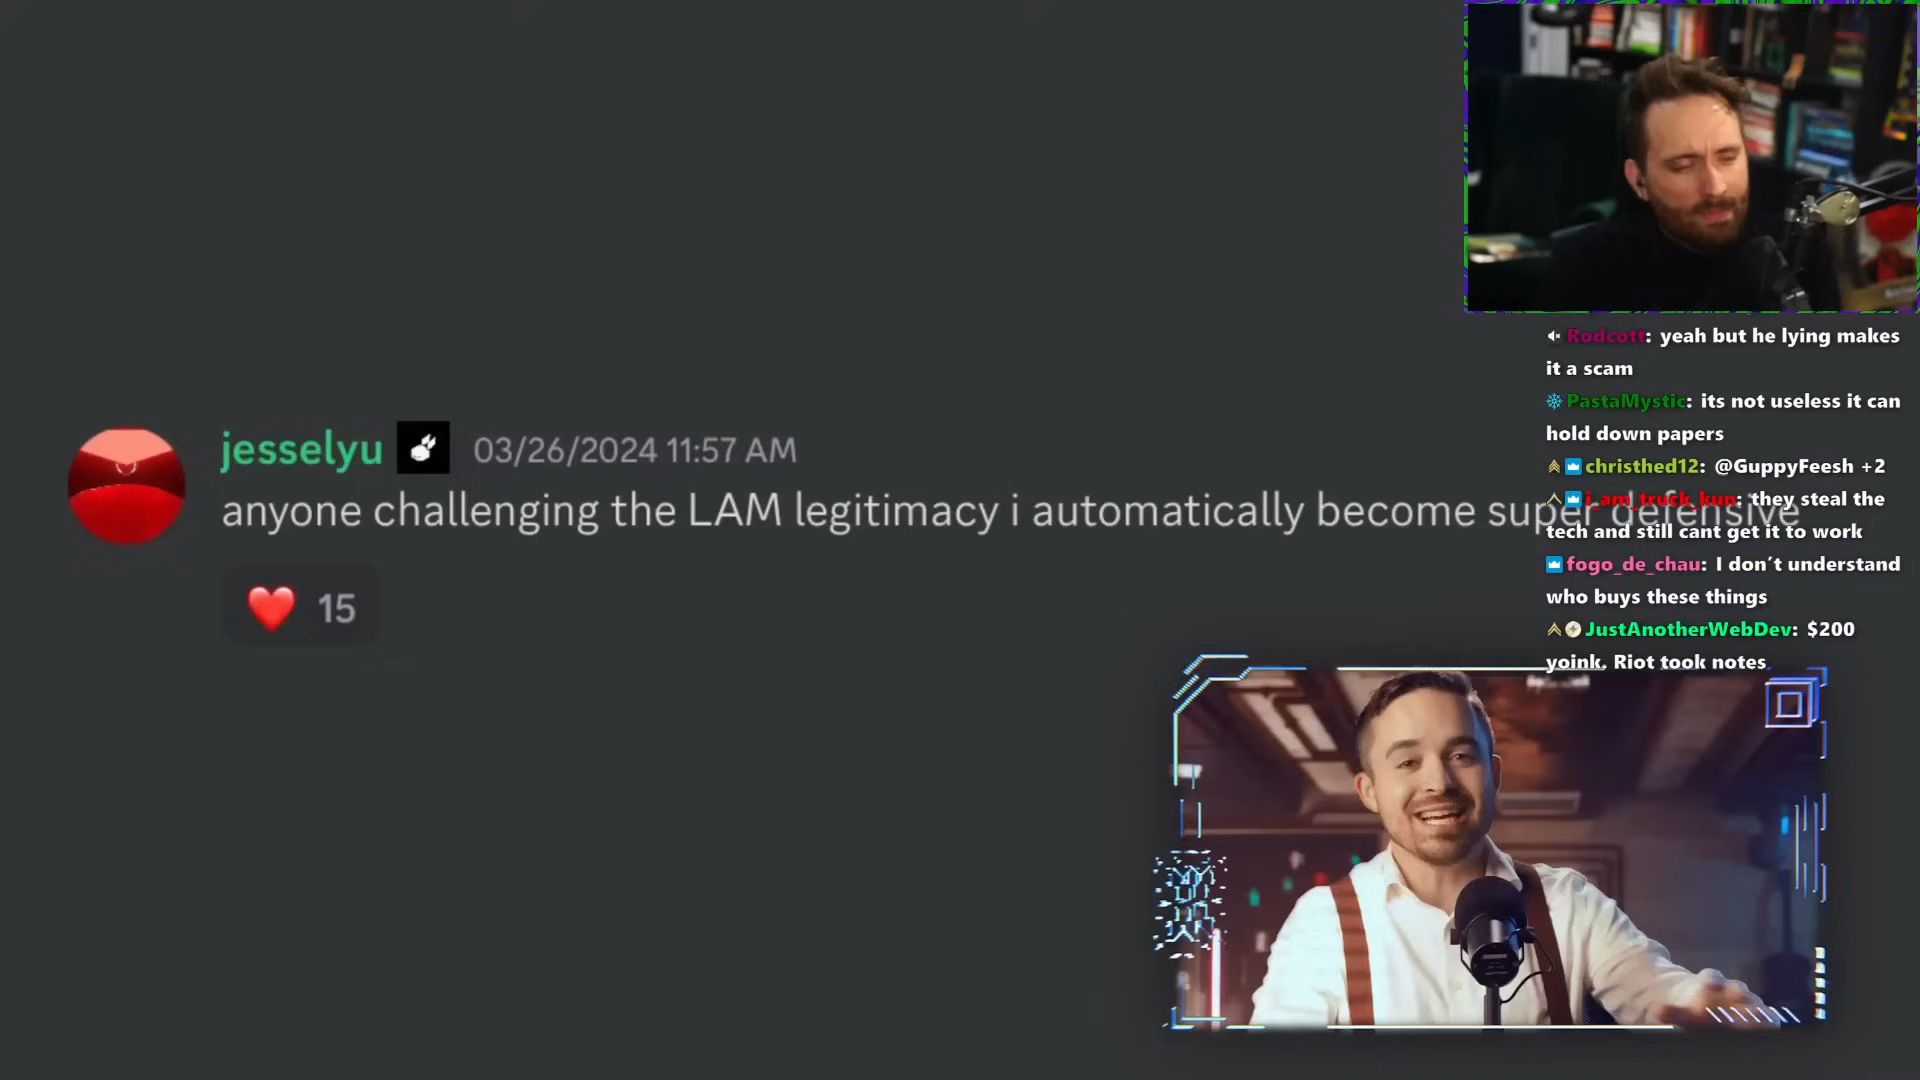 jesselyu 03/26/2024 11:57 AM
anyone challenging the LAM legitimacy i automatically become super defensive
15
Rodcott: yeah but he lying makes
it a scam
PastaMystic: its not useless it can
hold down papers
christhed12: @GuppyFeesh +2
i_am_truck_kun: they steal the
tech and still cant get it to work
fogo_de_chau: I don't understand
who buys these things
JustAnotherWebDev: $200
yoink. Riot took notes